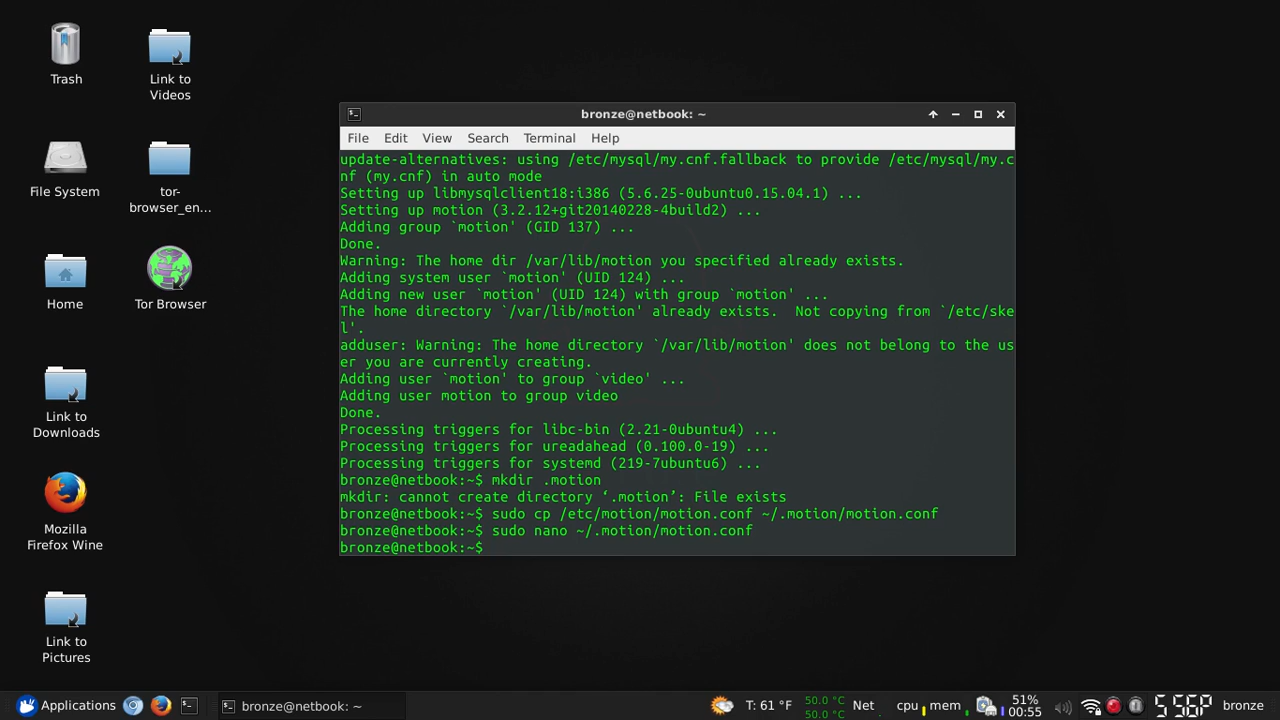 Trash
Link to
Videos
File System
tor-
browser_en...
Home
Tor Browser
Link to
Downloads
Mozilla
Firefox Wine
Link to
Pictures
bronze@netbook: ~
File Edit View Search Terminal Help
update-alternatives: using /etc/mysql/my.cnf.fallback to provide /etc/mysql/my.c
nf (my.cnf) in auto mode
Setting up libmysqlclient18:i386 (5.6.25-0ubuntu0.15.04.1) ...
Setting up motion (3.2.12+git20140228-4build2) ...
Adding group `motion' (GID 137) ...
Done.
Warning: The home dir /var/lib/motion you specified already exists.
Adding system user `motion' (UID 124) ...
Adding new user `motion' (UID 124) with group `motion' ...
The home directory `/var/lib/motion' already exists.  Not copying from `/etc/ske
l'.
adduser: Warning: The home directory `/var/lib/motion' does not belong to the us
er you are currently creating.
Adding user `motion' to group `video' ...
Adding user motion to group video
Done.
Processing triggers for libc-bin (2.21-0ubuntu4) ...
Processing triggers for ureadahead (0.100.0-19) ...
Processing triggers for systemd (219-7ubuntu6) ...
bronze@netbook:~$ mkdir .motion
mkdir: cannot create directory ‘.motion’: File exists
bronze@netbook:~$ sudo cp /etc/motion/motion.conf ~/.motion/motion.conf
bronze@netbook:~$ sudo nano ~/.motion/motion.conf
bronze@netbook:~$
Applications
bronze@netbook: ~
T: 61 °F
50.0 °C
50.0 °C
Net
cpu
mem
51%
00:55
bronze